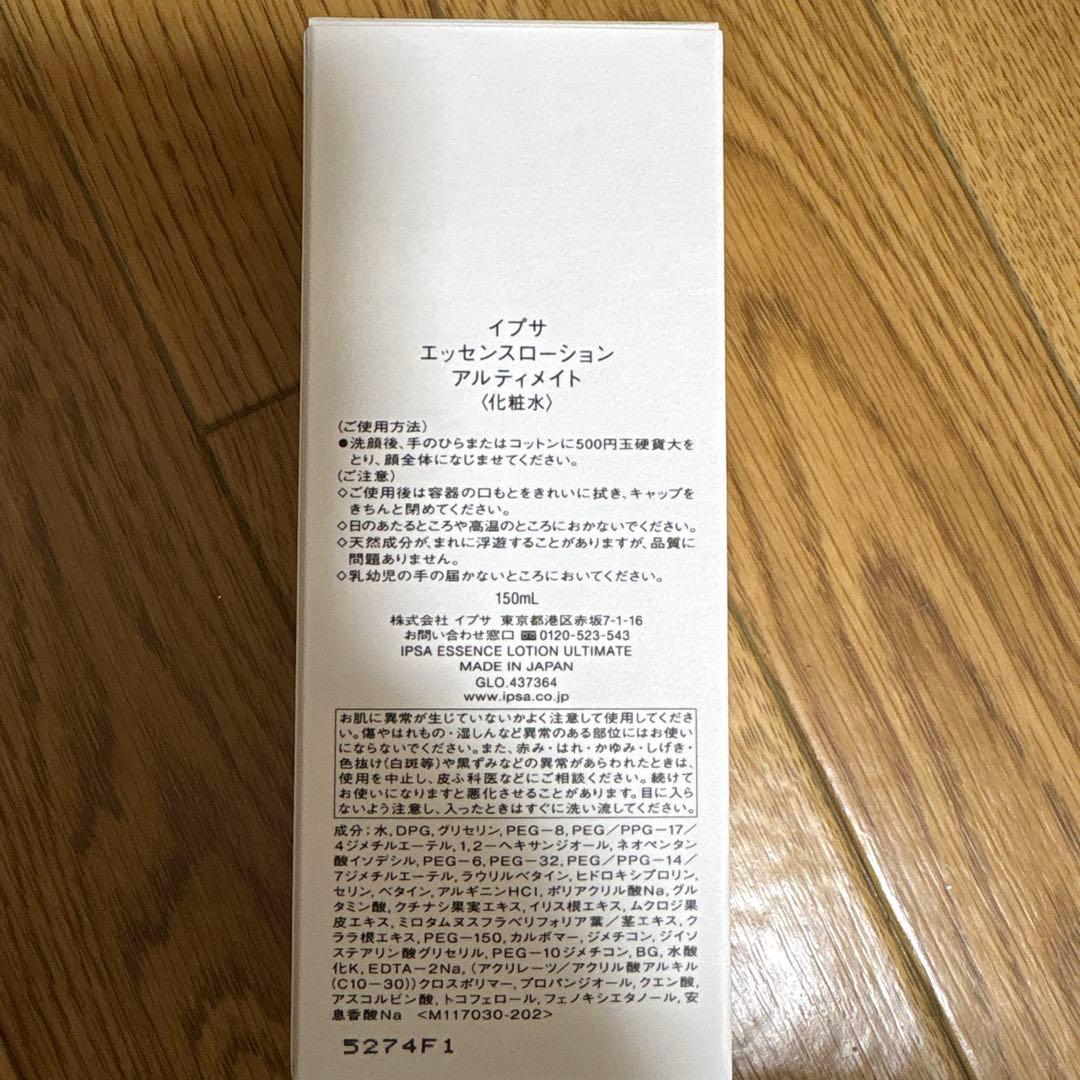 イプサ
エッセンスローション
アルティメイト
〈化粧水〉
(ご使用方法)
●洗顔後、手のひらまたはコットンに500円玉硬貨大を
とり、顔全体になじませてください。
(ご注意)
◇ご使用後は容器の口もとをきれいに拭き、キャップを
きちんと閉めてください。
◇日のあたるところや高温のところにおかないでください。
◇天然成分が、まれに浮遊することがありますが、品質に
問題ありません。
◇乳幼児の手の届かないところにおいてください。
150mL
株式会社 イプサ 東京都港区赤坂7-1-16
お問い合わせ窓口 0120-523-543
IPSA ESSENCE LOTION ULTIMATE
MADE IN JAPAN
GLO.437364
www.ipsa.co.jp
お肌に異常が生じていないかよく注意して使用してくださ
い。傷やはれもの・湿しんなど異常のある部位にはお使い
にならないでください。また、赤み・はれ・かゆみ・しげき・
色抜け(白斑等)や黒ずみなどの異常があらわれたときは、
使用を中止し、皮ふ科医などにご相談ください。続けて
お使いになりますと悪化させることがあります。目に入ら
ないよう注意し、入ったときはすぐに洗い流してください。
成分;水,DPG,グリセリン,PEG-8,PEG/PPG-17/
4ジメチルエーテル,1,2-ヘキサンジオール,ネオペンタン
酸イソデシル,PEG-6,PEG-32,PEG/PPG-14/
7ジメチルエーテル,ラウリルベタイン,ヒドロキシプロリン,
セリン,ベタイン,アルギニンHCl,ポリアクリル酸Na,グル
タミン酸,クチナシ果実エキス,イリス根エキス,ムクロジ果
皮エキス,ミロタムヌスフラベリフォリア葉/茎エキス,ク
ララ根エキス,PEG-150,カルボマー,ジメチコン,ジイソ
ステアリン酸グリセリル,PEG-10ジメチコン,BG,水酸
化K,EDTA-2Na,(アクリレーツ/アクリル酸アルキル
(C10-30))クロスポリマー,プロパンジオール,クエン酸,
アスコルビン酸,トコフェロール,フェノキシエタノール,安
息香酸Na <M117030-202>
5274F1